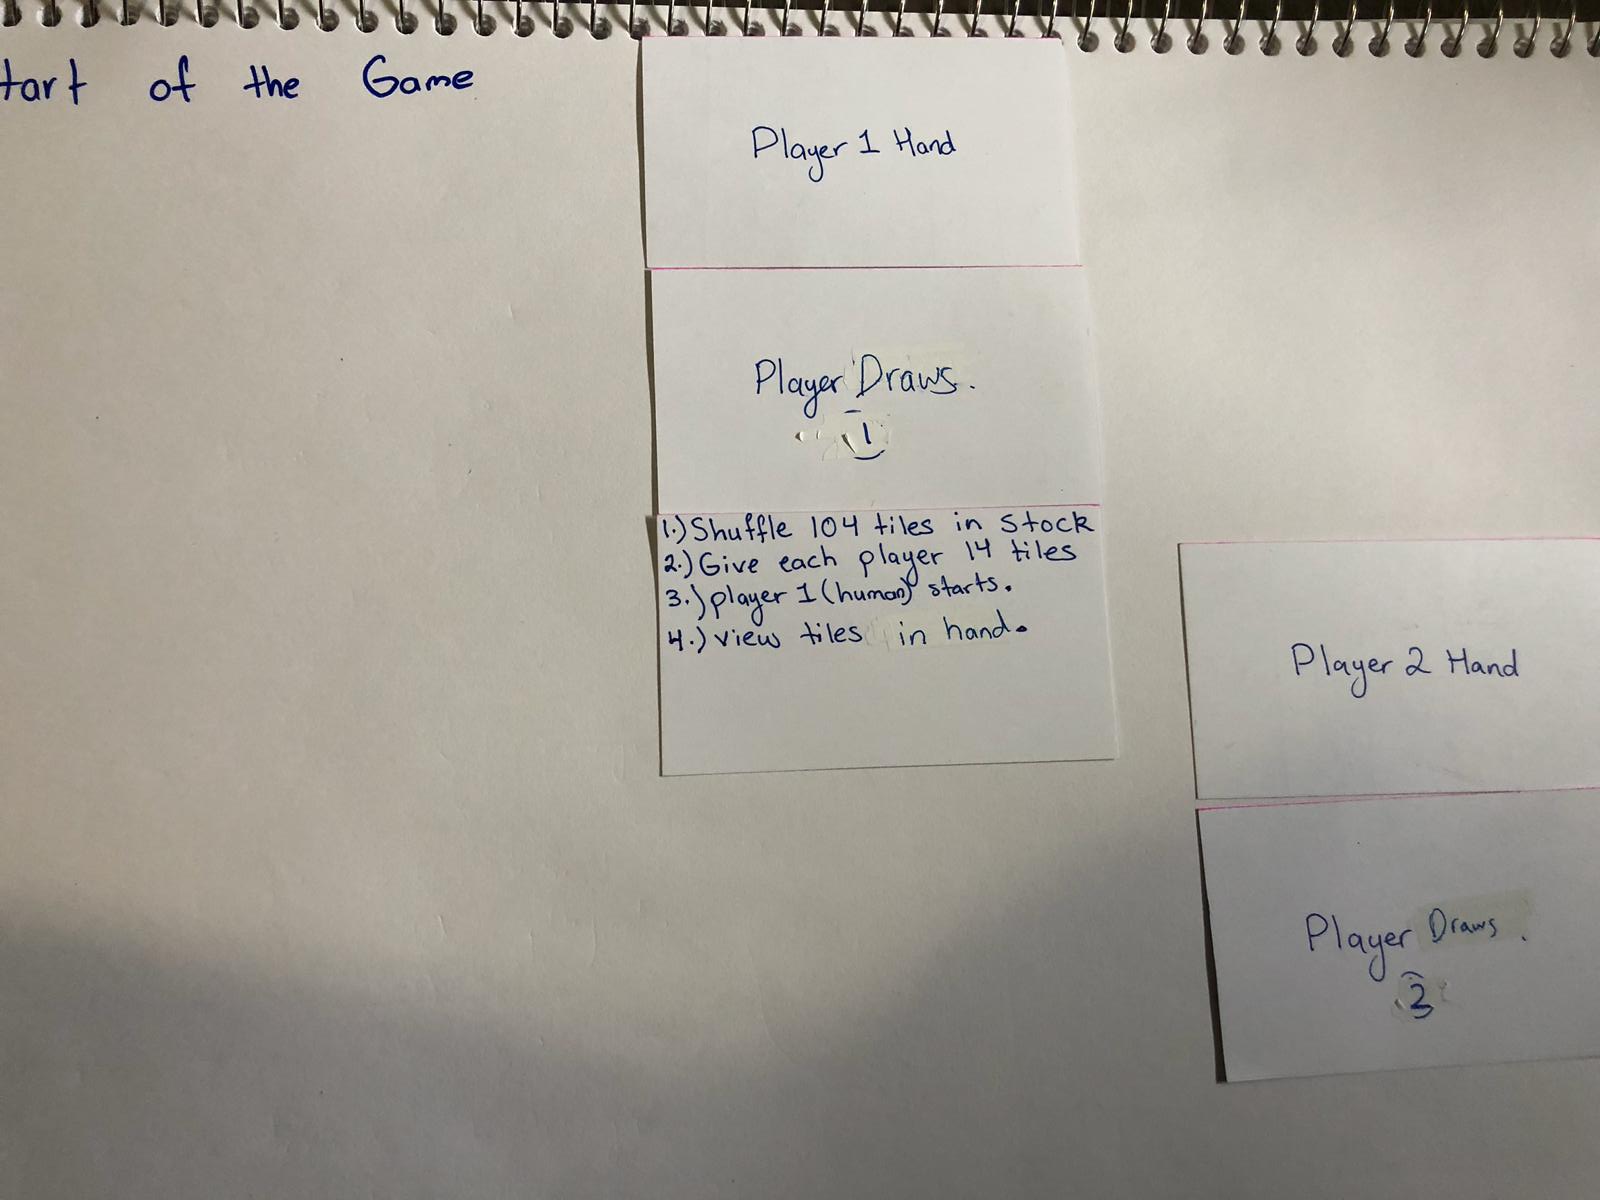 tart of the Game
Player 1 Hand
Player Draws.
1
1.) Shuffle 104 tiles in stock
2.) Give each player 14 tiles
3.) player 1 (human) starts.
4.) view tiles in hand.
Player 2 Hand
Player Draws.
2